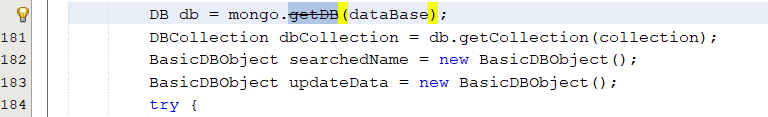 DB db = mongo.getDB(dataBase);
181 DBCollection dbCollection = db.getCollection(collection);
182 BasicDBObject searchedName = new BasicDBObject();
183 BasicDBObject updateData = new BasicDBObject();
184 try {